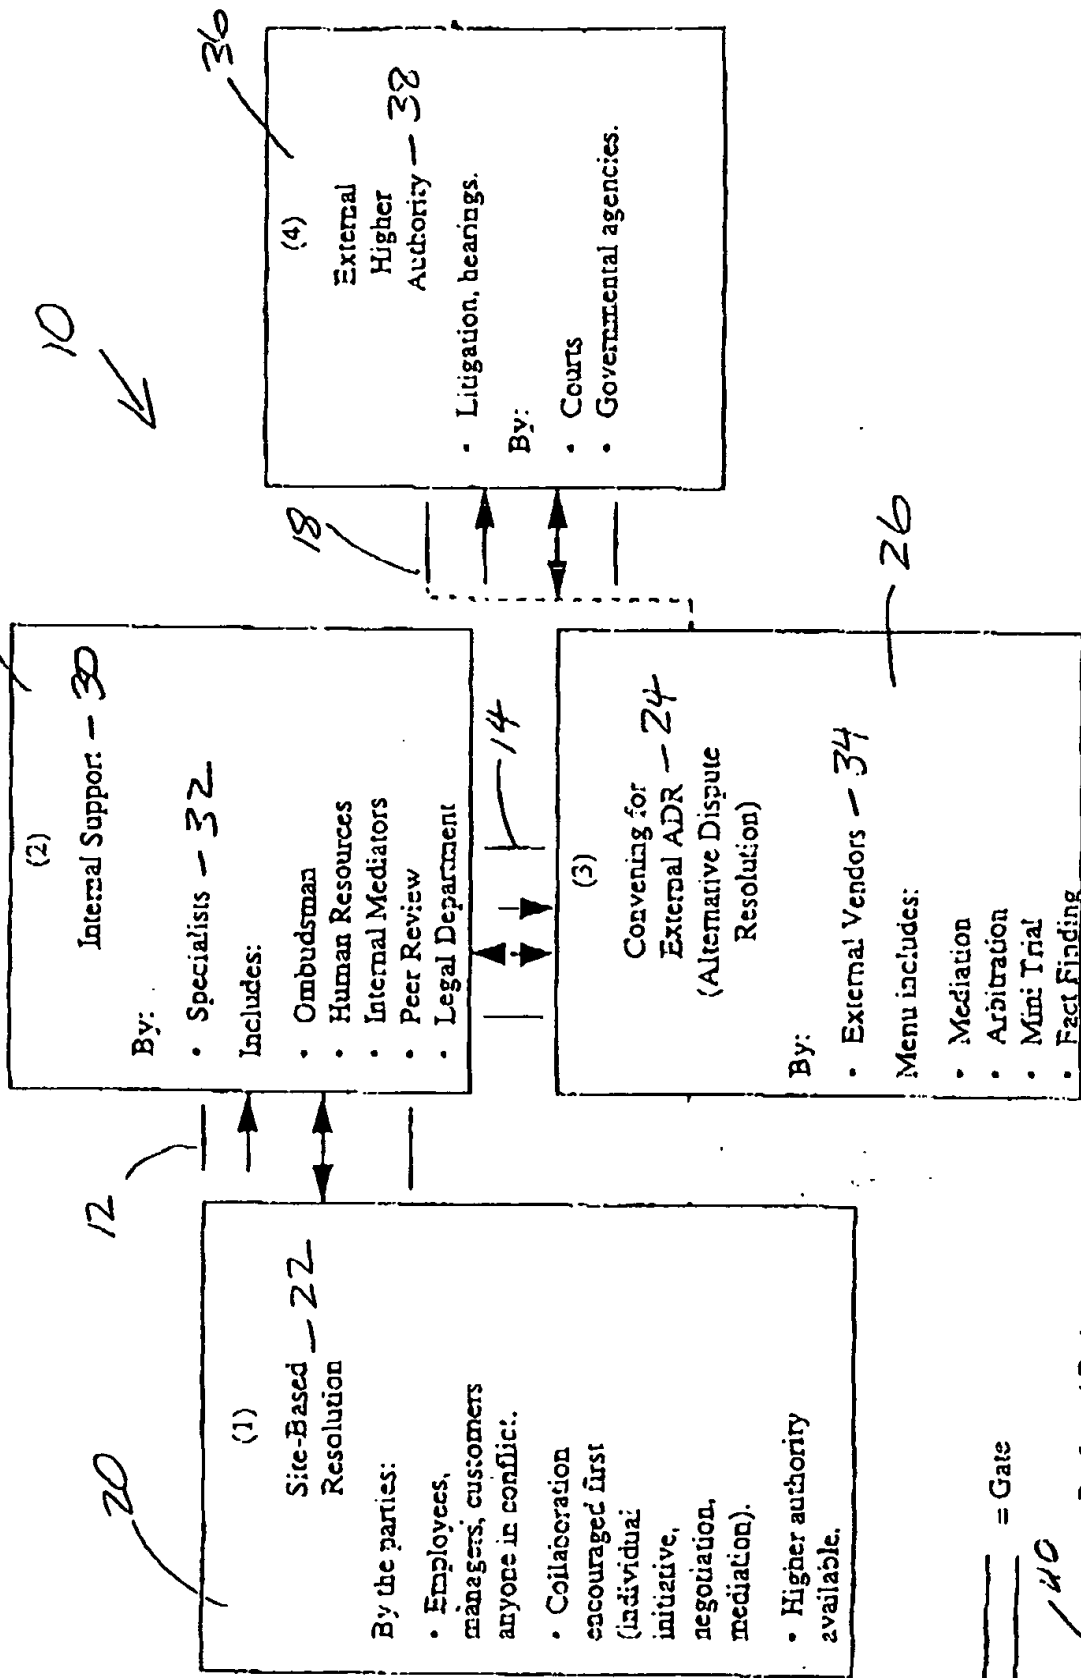 10
20
(1)
Site-Based
Resolution
22
By the parties:
• Employees,
managers, customers
anyone in conflict.
• Collaboration
encouraged first
(individual
initiative,
negotiation,
mediation).
• Higher authority
available.
12
(2)
Internal Support - 30
By:
• Specialists - 32
Includes:
• Ombudsman
• Human Resources
• Internal Mediators
• Peer Review
• Legal Department
14
(3)
Convening for
External ADR - 24
(Alternative Dispute
Resolution)
By:
• External Vendors - 34
Menu includes:
• Mediation
• Arbitration
• Mini Trial
• Fact Finding
26
18
36
(4)
External
Higher
Authority - 38
• Litigation, hearings.
By:
• Courts
• Governmental agencies.
= Gate
40